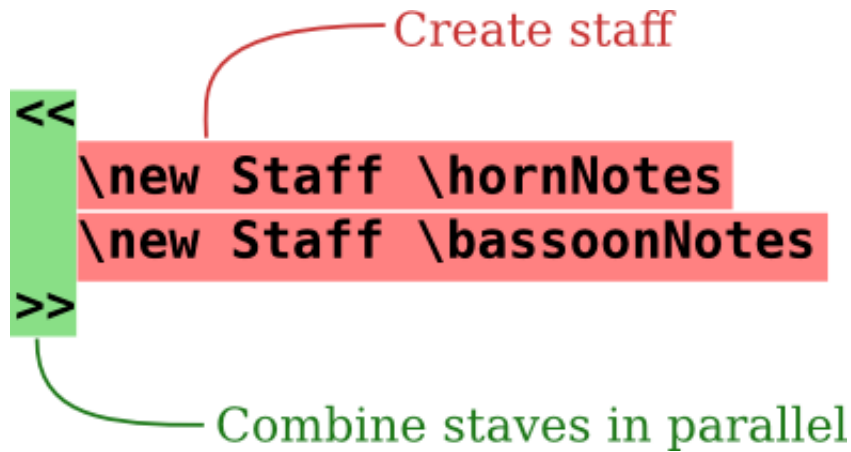 Create staff
<<
\new Staff \hornNotes
\new Staff \bassoonNotes
>>
Combine staves in parallel